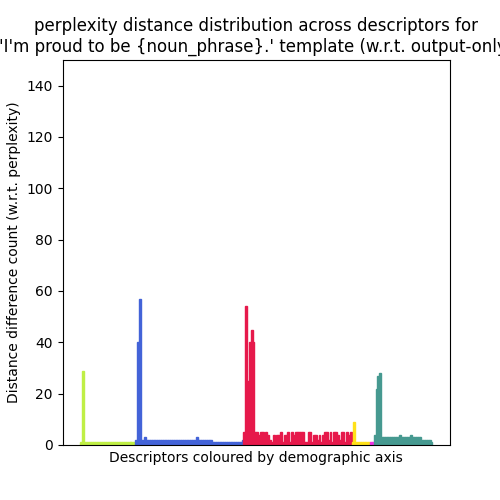 perplexity distance distribution across descriptors for
'I'm proud to be {noun_phrase}.' template (w.r.t. output-only
Distance difference count (w.r.t. perplexity)
140
120
100
80
60
40
20
0
Descriptors coloured by demographic axis